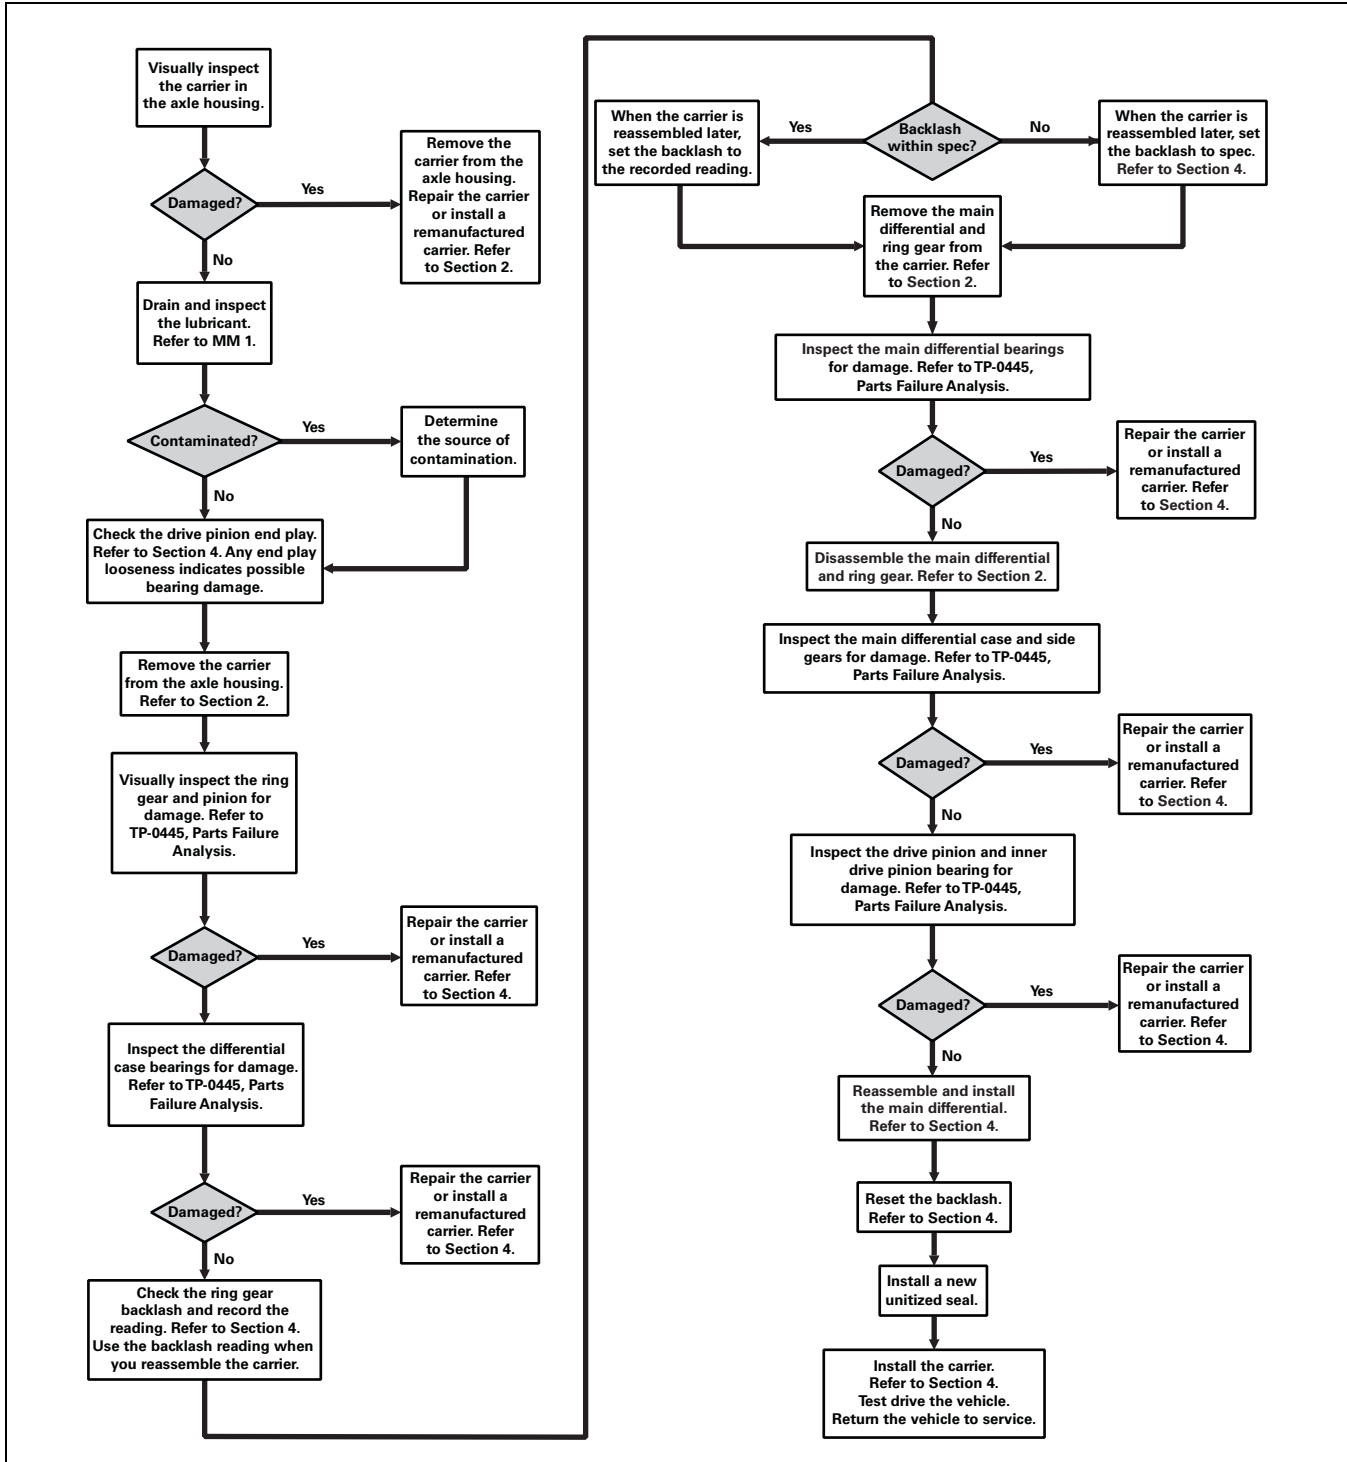 Visually inspect
the carrier in
the axle housing.
Damaged?
Yes
Remove the
carrier from the
axle housing.
Repair the carrier
or install a
remanufactured
carrier. Refer
to Section 2.
No
Drain and inspect
the lubricant.
Refer to MM 1.
Contaminated?
Yes
Determine
the source of
contamination.
No
Check the drive pinion end play.
Refer to Section 4. Any end play
looseness indicates possible
bearing damage.
Remove the carrier
from the axle housing.
Refer to Section 2.
Visually inspect the ring
gear and pinion for
damage. Refer to
TP-0445, Parts Failure
Analysis.
Damaged?
Yes
Repair the carrier
or install a
remanufactured
carrier. Refer
to Section 4.
No
Inspect the differential
case bearings for damage.
Refer to TP-0445, Parts
Failure Analysis.
Damaged?
Yes
Repair the carrier
or install a
remanufactured
carrier. Refer
to Section 4.
No
Check the ring gear
backlash and record the
reading. Refer to Section 4.
Use the backlash reading when
you reassemble the carrier.
Backlash
within spec?
Yes
When the carrier is
reassembled later,
set the backlash to
the recorded reading.
No
When the carrier is
reassembled later, set
the backlash to spec.
Refer to Section 4.
Remove the main
differential and
ring gear from
the carrier. Refer
to Section 2.
Inspect the main differential bearings
for damage. Refer to TP-0445,
Parts Failure Analysis.
Damaged?
Yes
Repair the carrier
or install a
remanufactured
carrier. Refer
to Section 4.
No
Disassemble the main differential
and ring gear. Refer to Section 2.
Inspect the main differential case and side
gears for damage. Refer to TP-0445,
Parts Failure Analysis.
Damaged?
Yes
Repair the carrier
or install a
remanufactured
carrier. Refer
to Section 4.
No
Inspect the drive pinion and inner
drive pinion bearing for
damage. Refer to TP-0445,
Parts Failure Analysis.
Damaged?
Yes
Repair the carrier
or install a
remanufactured
carrier. Refer
to Section 4.
No
Reassemble and install
the main differential.
Refer to Section 4.
Reset the backlash.
Refer to Section 4.
Install a new
unitized seal.
Install the carrier.
Refer to Section 4.
Test drive the vehicle.
Return the vehicle to service.